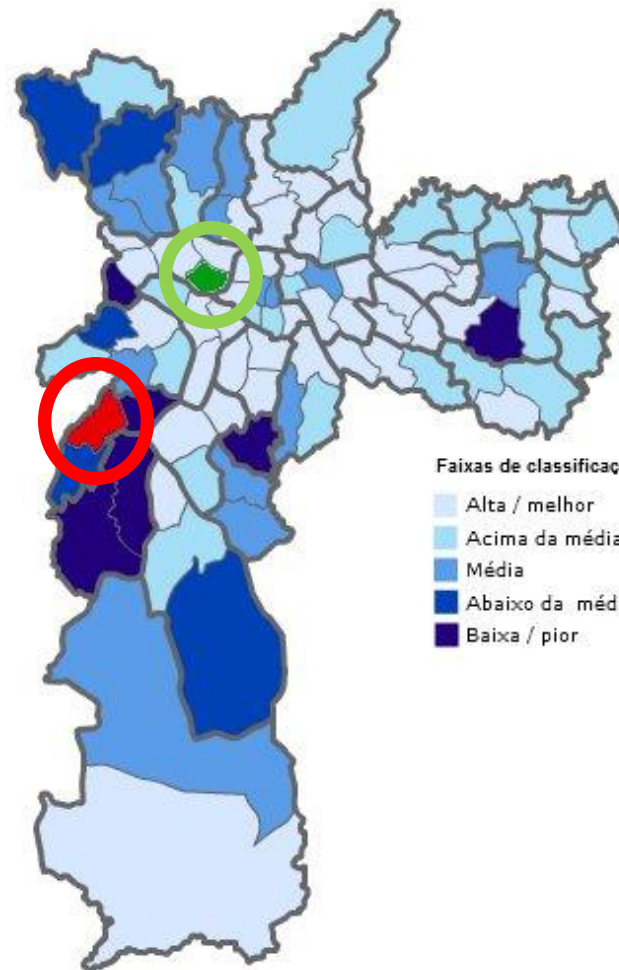 Faixas de classificaç
Alta / melhor
Acima da média
Média
Abaixo da méd
Baixa / pior